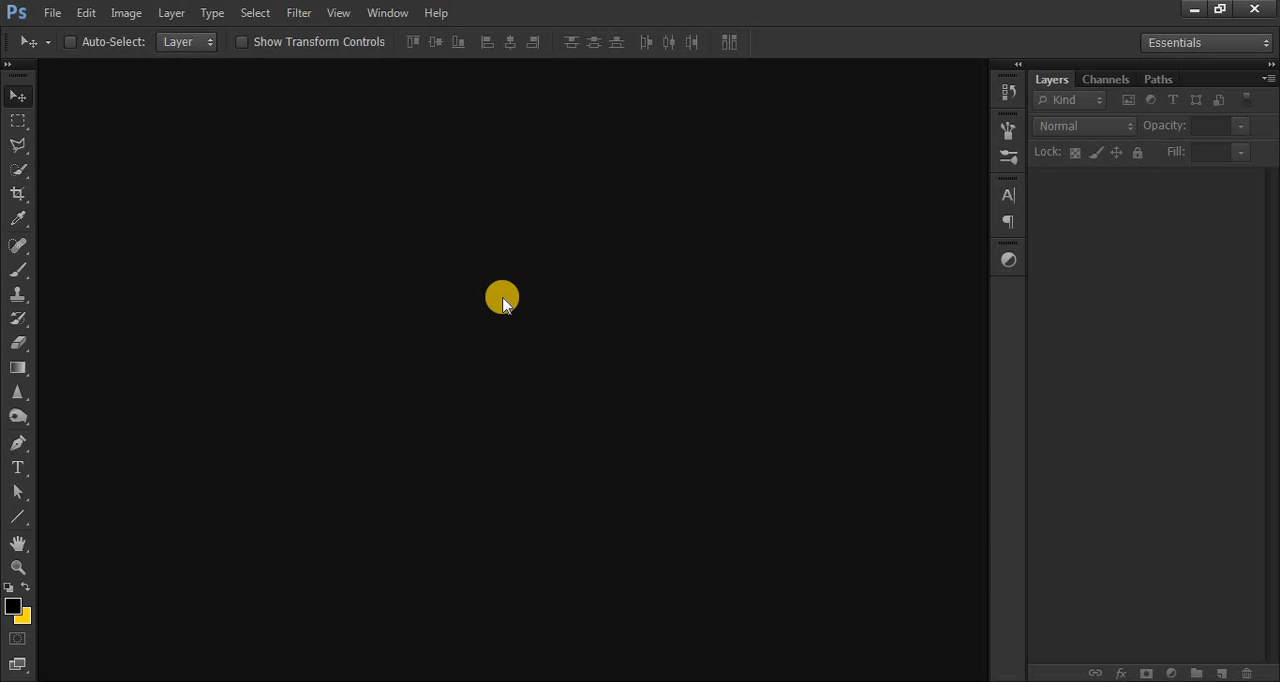 Ps File Edit Image Layer Type Select Filter View Window Help
Auto-Select: Layer Show Transform Controls Essentials
Layers Channels Paths
Kind T
Normal Opacity:
Lock: Fill:
A
T
fx